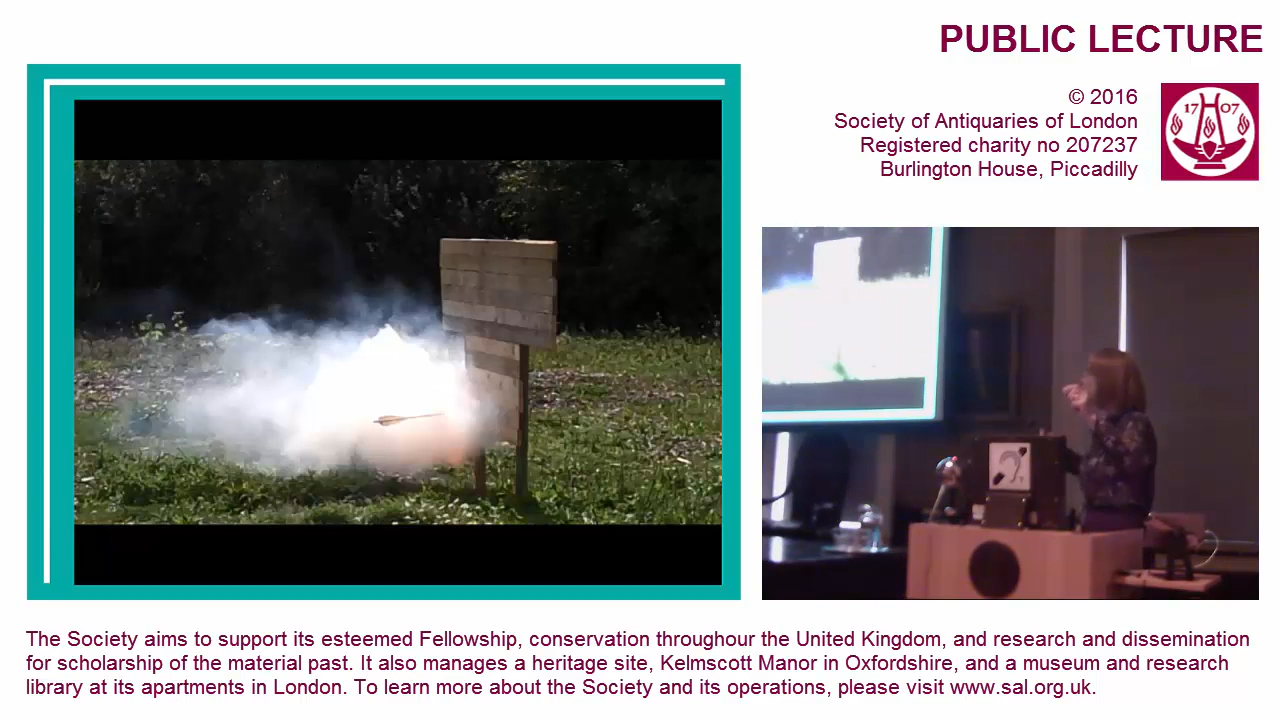 PUBLIC LECTURE
© 2016
Society of Antiquaries of London
Registered charity no 207237
Burlington House, Piccadilly
17 07
The Society aims to support its esteemed Fellowship, conservation throughour the United Kingdom, and research and dissemination
for scholarship of the material past. It also manages a heritage site, Kelmscott Manor in Oxfordshire, and a museum and research
library at its apartments in London. To learn more about the Society and its operations, please visit www.sal.org.uk.